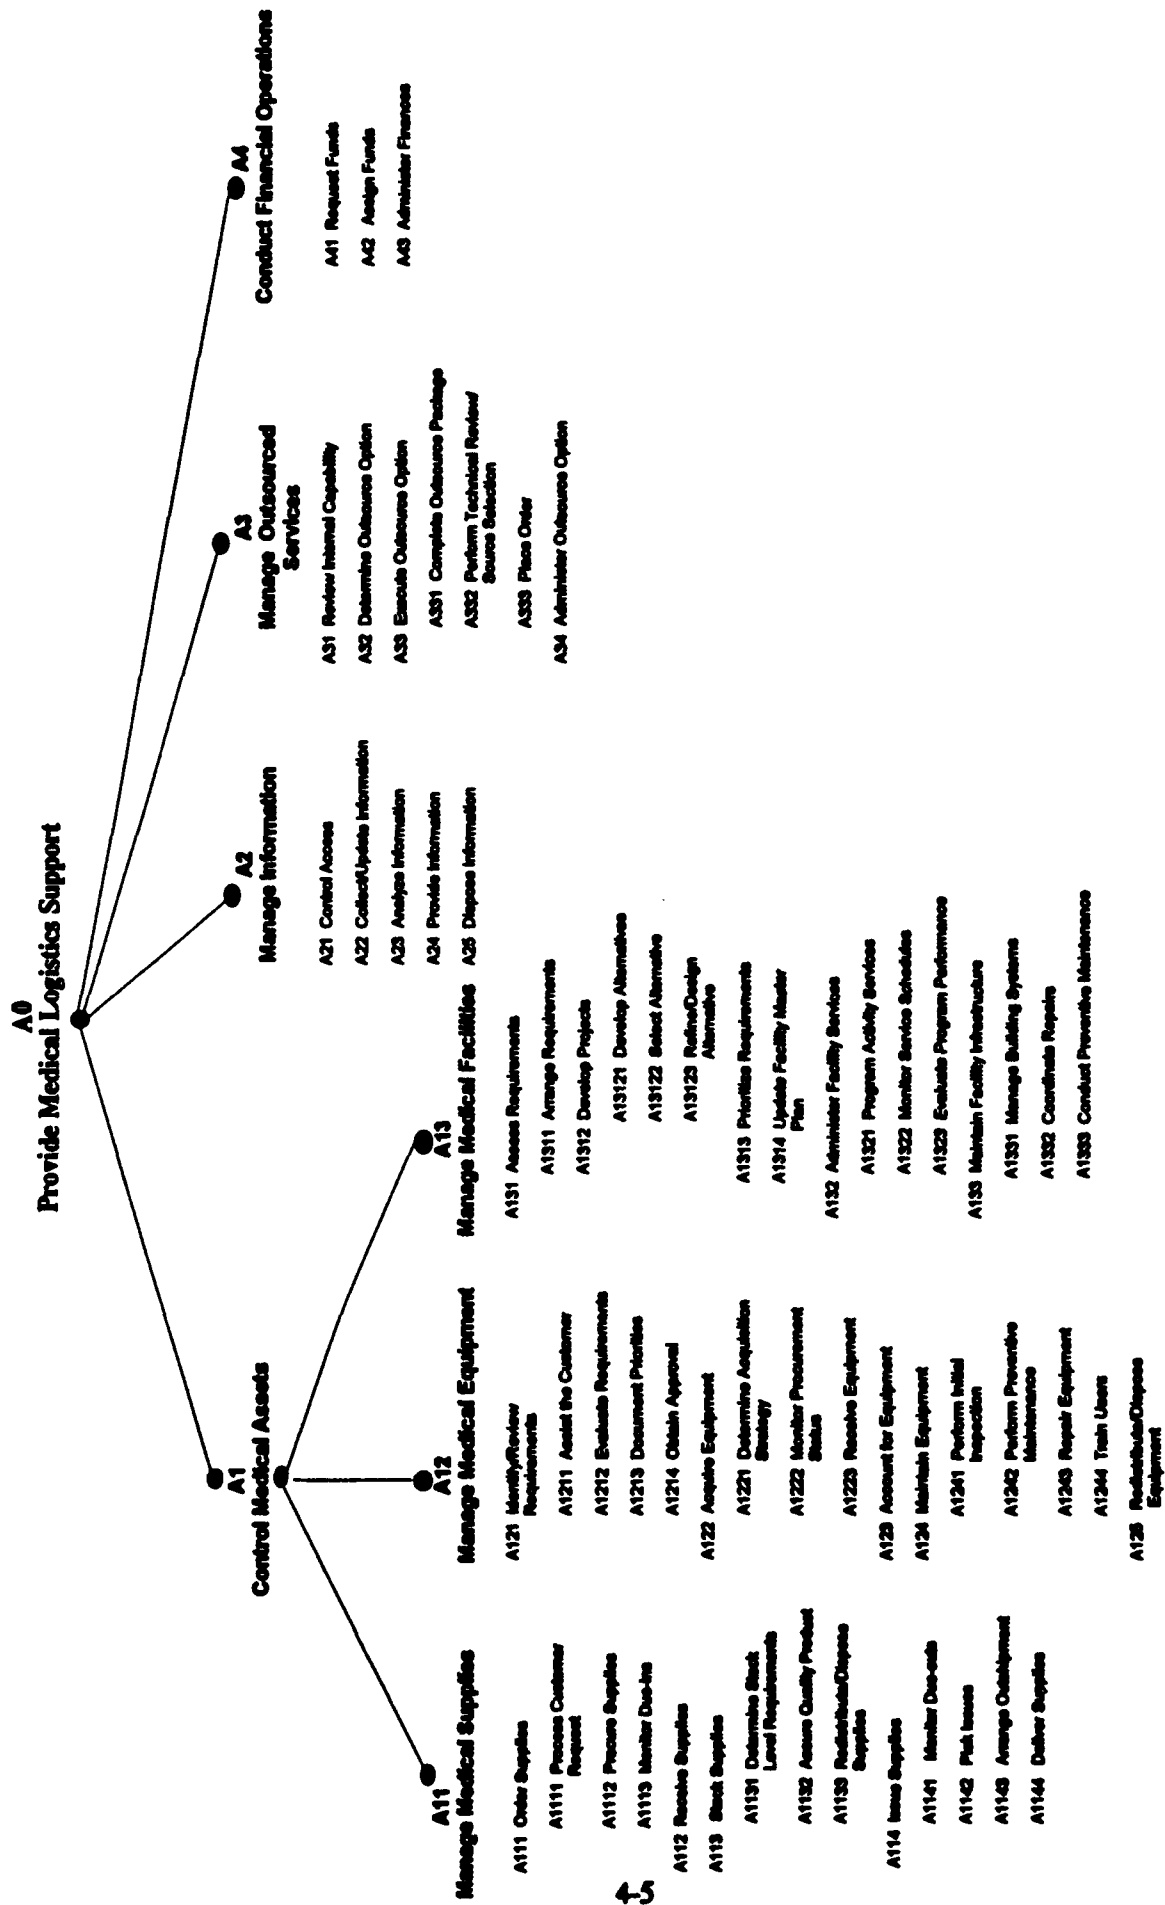 A0
Provide Medical Logistics Support
A1
Control Medical Assets
A11
Manage Medical Supplies
A111 Order Supplies
A1111 Process Customer
Request
A1112 Procure Supplies
A1113 Monitor Due-ins
A112 Receive Supplies
A113 Stock Supplies
A1131 Determine Stock
Level Requirements
A1132 Assure Quality Product
A1133 Redistribute/Dispose
Supplies
A114 Issue Supplies
A1141 Monitor Due-outs
A1142 Pick Issues
A1143 Arrange Outshipment
A1144 Deliver Supplies
A12
Manage Medical Equipment
A121 Identify/Review
Requirements
A1211 Assist the Customer
A1212 Evaluate Requirements
A1213 Document Priorities
A1214 Obtain Approval
A122 Acquire Equipment
A1221 Determine Acquisition
Strategy
A1222 Monitor Procurement
Status
A1223 Receive Equipment
A123 Account for Equipment
A124 Maintain Equipment
A1241 Perform Initial
Inspection
A1242 Perform Preventive
Maintenance
A1243 Repair Equipment
A1244 Train Users
A125 Redistribute/Dispose
Equipment
A13
Manage Medical Facilities
A131 Assess Requirements
A1311 Arrange Requirements
A1312 Develop Projects
A13121 Develop Alternatives
A13122 Select Alternative
A13123 Refine/Design
Alternative
A1313 Prioritize Requirements
A1314 Update Facility Master
Plan
A132 Administer Facility Services
A1321 Program Activity Services
A1322 Monitor Service Schedules
A1323 Evaluate Program Performance
A133 Maintain Facility Infrastructure
A1331 Manage Building Systems
A1332 Coordinate Repairs
A1333 Conduct Preventive Maintenance
A2
Manage Information
A21 Control Access
A22 Collect/Update Information
A23 Analyze Information
A24 Provide Information
A25 Dispose Information
A3
Manage Outsourced
Services
A31 Review Internal Capability
A32 Determine Outsource Option
A33 Execute Outsource Option
A331 Complete Outsource Package
A332 Perform Technical Review/
Source Selection
A333 Place Order
A34 Administer Outsource Option
A4
Conduct Financial Operations
A41 Request Funds
A42 Assign Funds
A43 Administer Finances
4-5